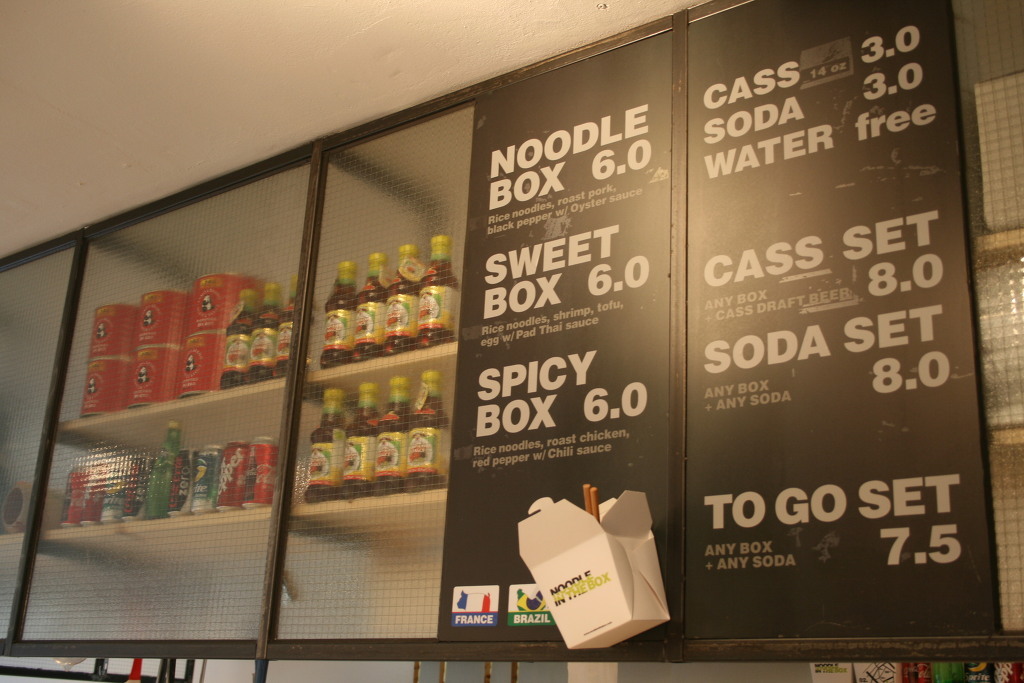 NOODLE
BOX 6.0
Rice noodles, roast pork,
black pepper w/ Oyster sauce
SWEET
BOX 6.0
Rice noodles, shrimp, tofu,
egg w/ Pad Thai sauce
SPICY
BOX 6.0
Rice noodles, roast chicken,
red pepper w/ Chili sauce
FRANCE
BRAZIL
NOODLE
IN THE BOX
CASS 14 oz 3.0
SODA 3.0
WATER free
CASS SET
ANY BOX 8.0
+ CASS DRAFT BEER
SODA SET
8.0
ANY BOX
+ ANY SODA
TO GO SET
ANY BOX 7.5
+ ANY SODA